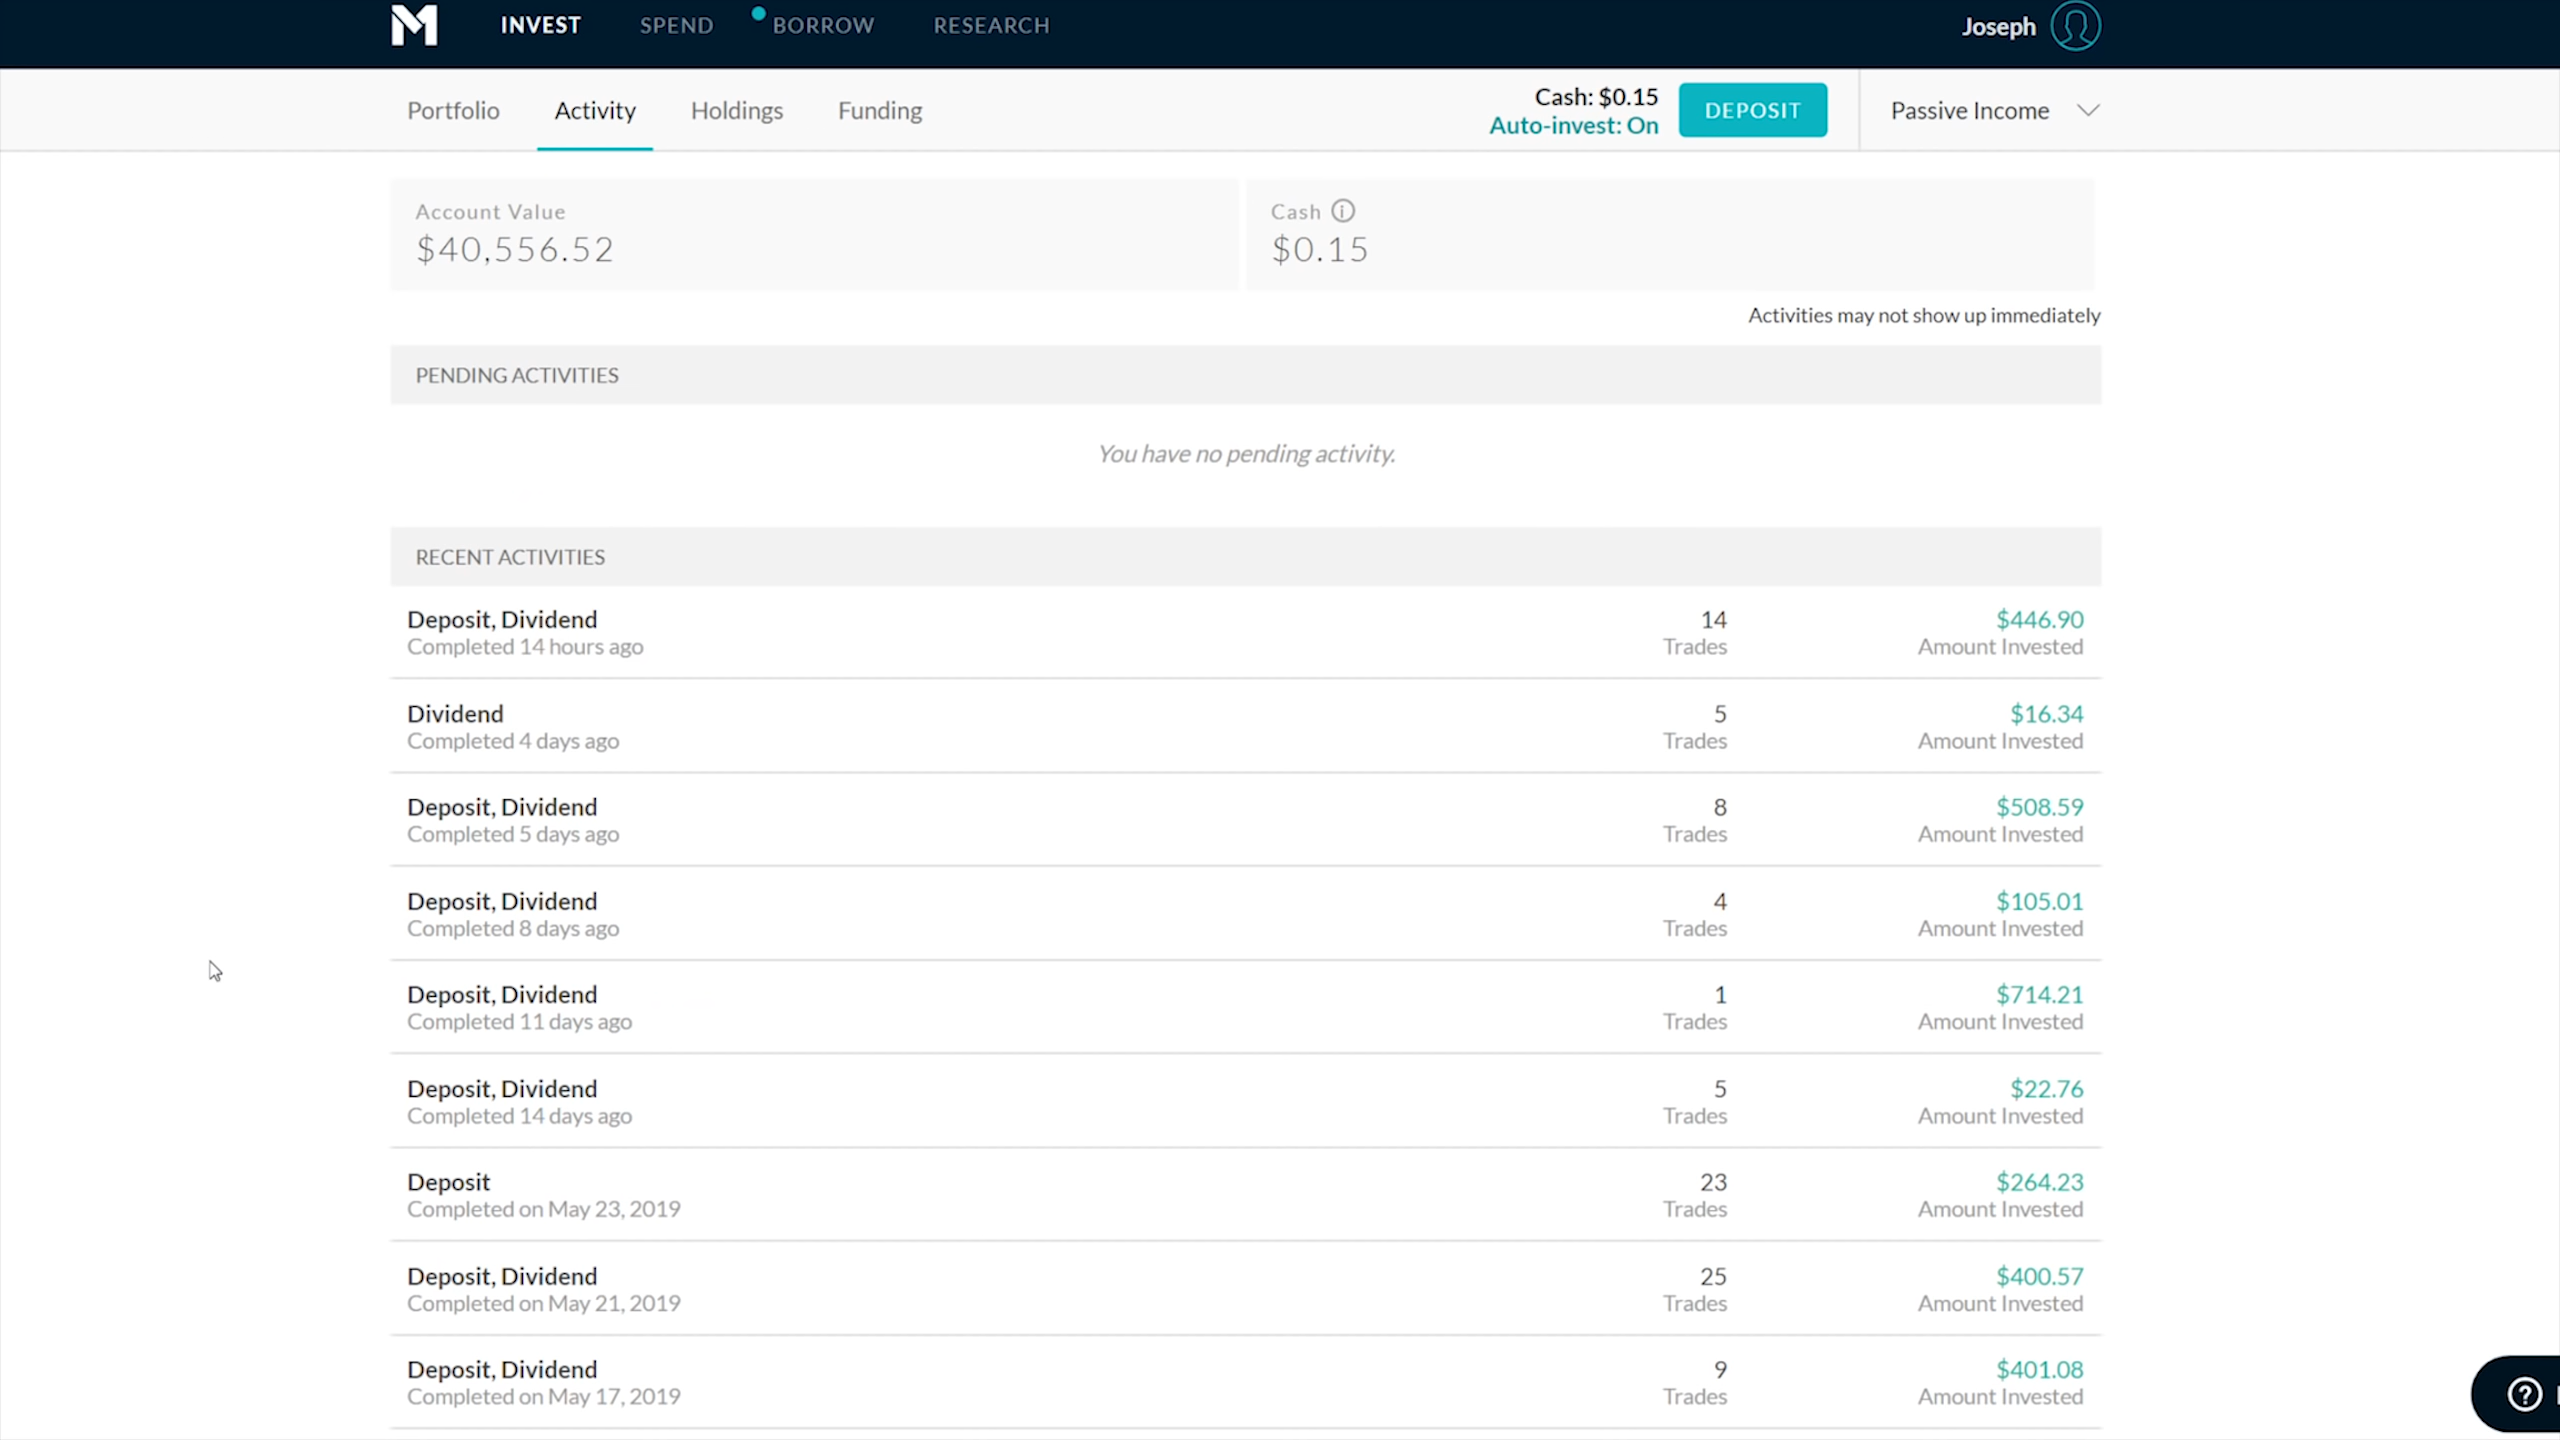 INVEST SPEND BORROW RESEARCH Joseph
Portfolio Activity Holdings Funding
Cash: $0.15
Auto-invest: On
DEPOSIT
Passive Income
Account Value
$40,556.52
Cash
$0.15
Activities may not show up immediately
PENDING ACTIVITIES
You have no pending activity.
RECENT ACTIVITIES
Deposit, Dividend 14 $446.90
Completed 14 hours ago Trades Amount Invested
Dividend 5 $16.34
Completed 4 days ago Trades Amount Invested
Deposit, Dividend 8 $508.59
Completed 5 days ago Trades Amount Invested
Deposit, Dividend 4 $105.01
Completed 8 days ago Trades Amount Invested
Deposit, Dividend 1 $714.21
Completed 11 days ago Trades Amount Invested
Deposit, Dividend 5 $22.76
Completed 14 days ago Trades Amount Invested
Deposit 23 $264.23
Completed on May 23, 2019 Trades Amount Invested
Deposit, Dividend 25 $400.57
Completed on May 21, 2019 Trades Amount Invested
Deposit, Dividend 9 $401.08
Completed on May 17, 2019 Trades Amount Invested